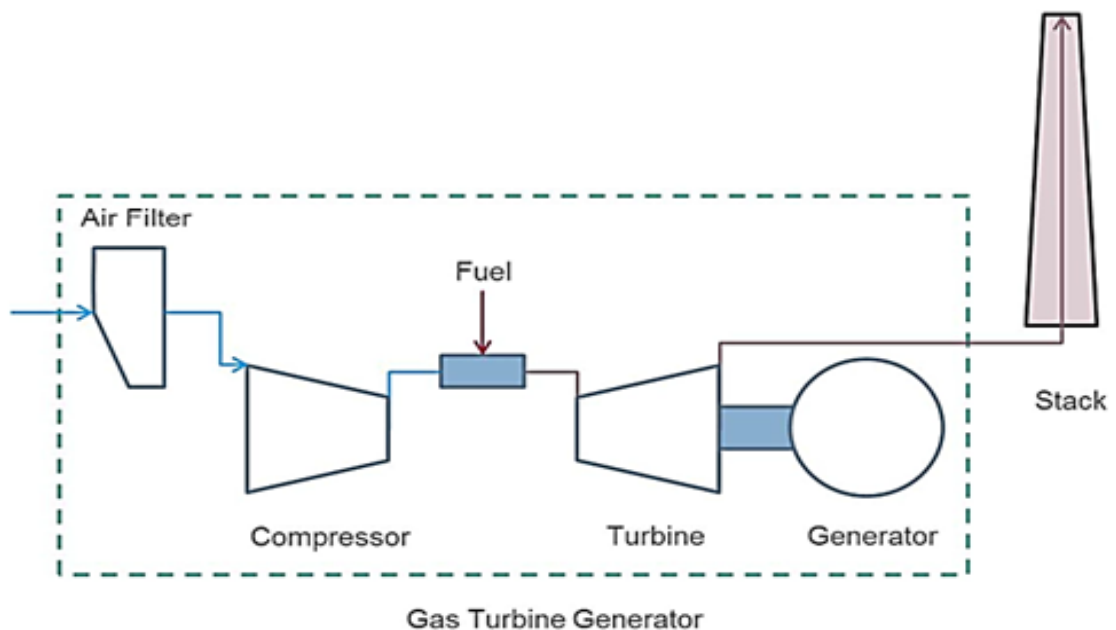 Air Filter
Fuel
Stack
Compressor
Turbine
Generator
Gas Turbine Generator